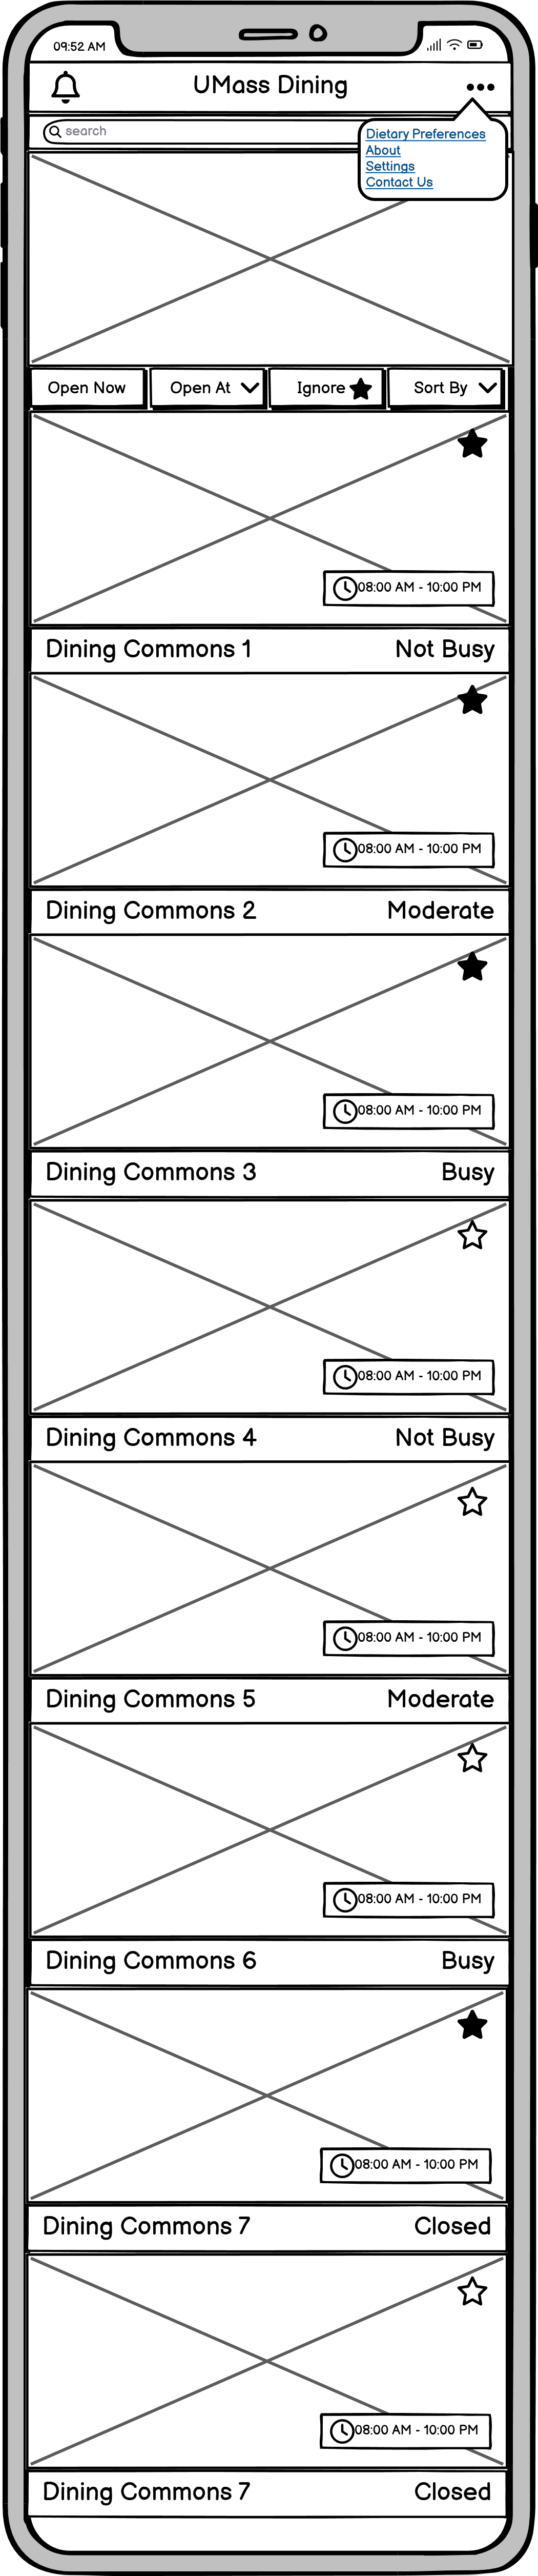 09:52 AM
UMass Dining
search
Dietary Preferences
About
Settings
Contact Us
Open Now Open At Ignore Sort By
08:00 AM - 10:00 PM
Dining Commons 1 Not Busy
08:00 AM - 10:00 PM
Dining Commons 2 Moderate
08:00 AM - 10:00 PM
Dining Commons 3 Busy
08:00 AM - 10:00 PM
Dining Commons 4 Not Busy
08:00 AM - 10:00 PM
Dining Commons 5 Moderate
08:00 AM - 10:00 PM
Dining Commons 6 Busy
08:00 AM - 10:00 PM
Dining Commons 7 Closed
08:00 AM - 10:00 PM
Dining Commons 7 Closed